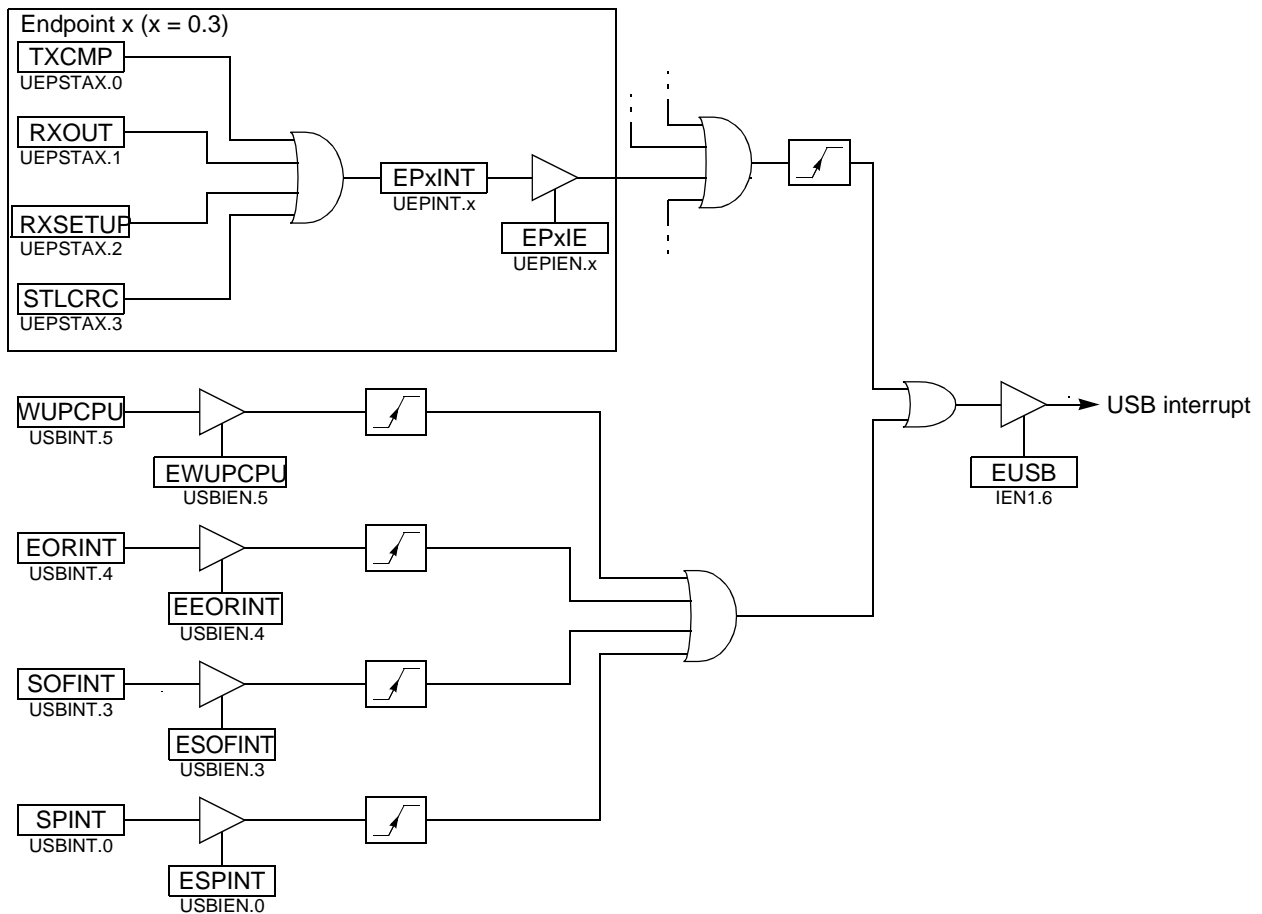 Endpoint x (x = 0.3)
TXCMP
UEPSTAX.0
RXOUT
UEPSTAX.1
RXSETUP
UEPSTAX.2
STLCRC
UEPSTAX.3
EPxINT
UEPINT.x
EPxIE
UEPIEN.x
WUPCPU
USBINT.5
EWUPCPU
USBIEN.5
EORINT
USBINT.4
EEORINT
USBIEN.4
SOFINT
USBINT.3
ESOFINT
USBIEN.3
SPINT
USBINT.0
ESPINT
USBIEN.0
EUSB
IEN1.6
USB interrupt